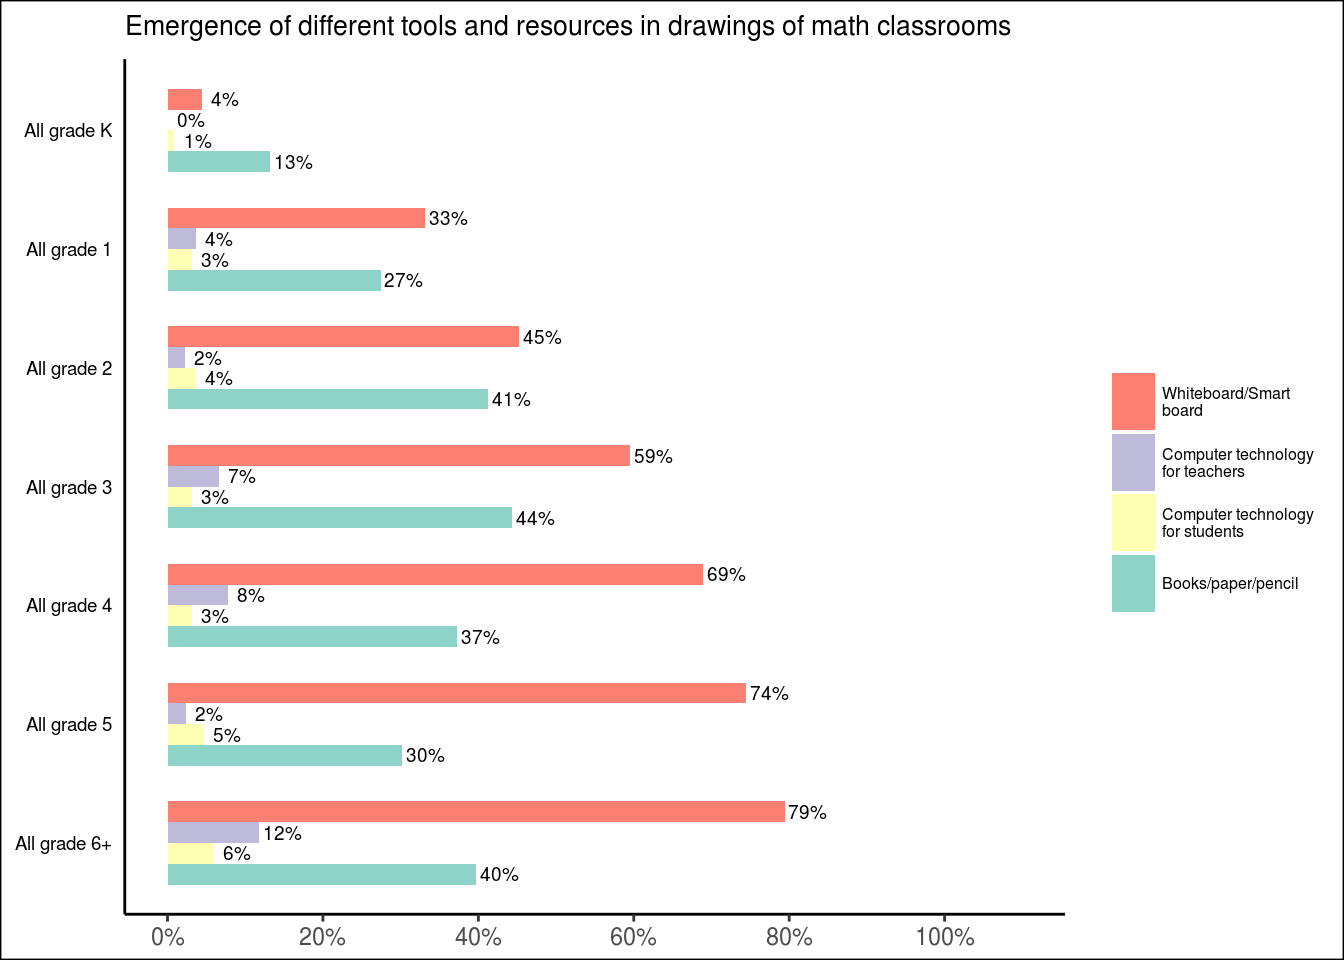 Emergence of different tools and resources in drawings of math classrooms
All grade K
4%
0%
1%
13%
All grade 1
33%
4%
3%
27%
All grade 2
45%
2%
4%
41%
All grade 3
59%
7%
3%
44%
All grade 4
69%
8%
3%
37%
All grade 5
74%
2%
5%
30%
All grade 6+
79%
12%
6%
40%
0% 20% 40% 60% 80% 100%
Whiteboard/Smart
board
Computer technology
for teachers
Computer technology
for students
Books/paper/pencil